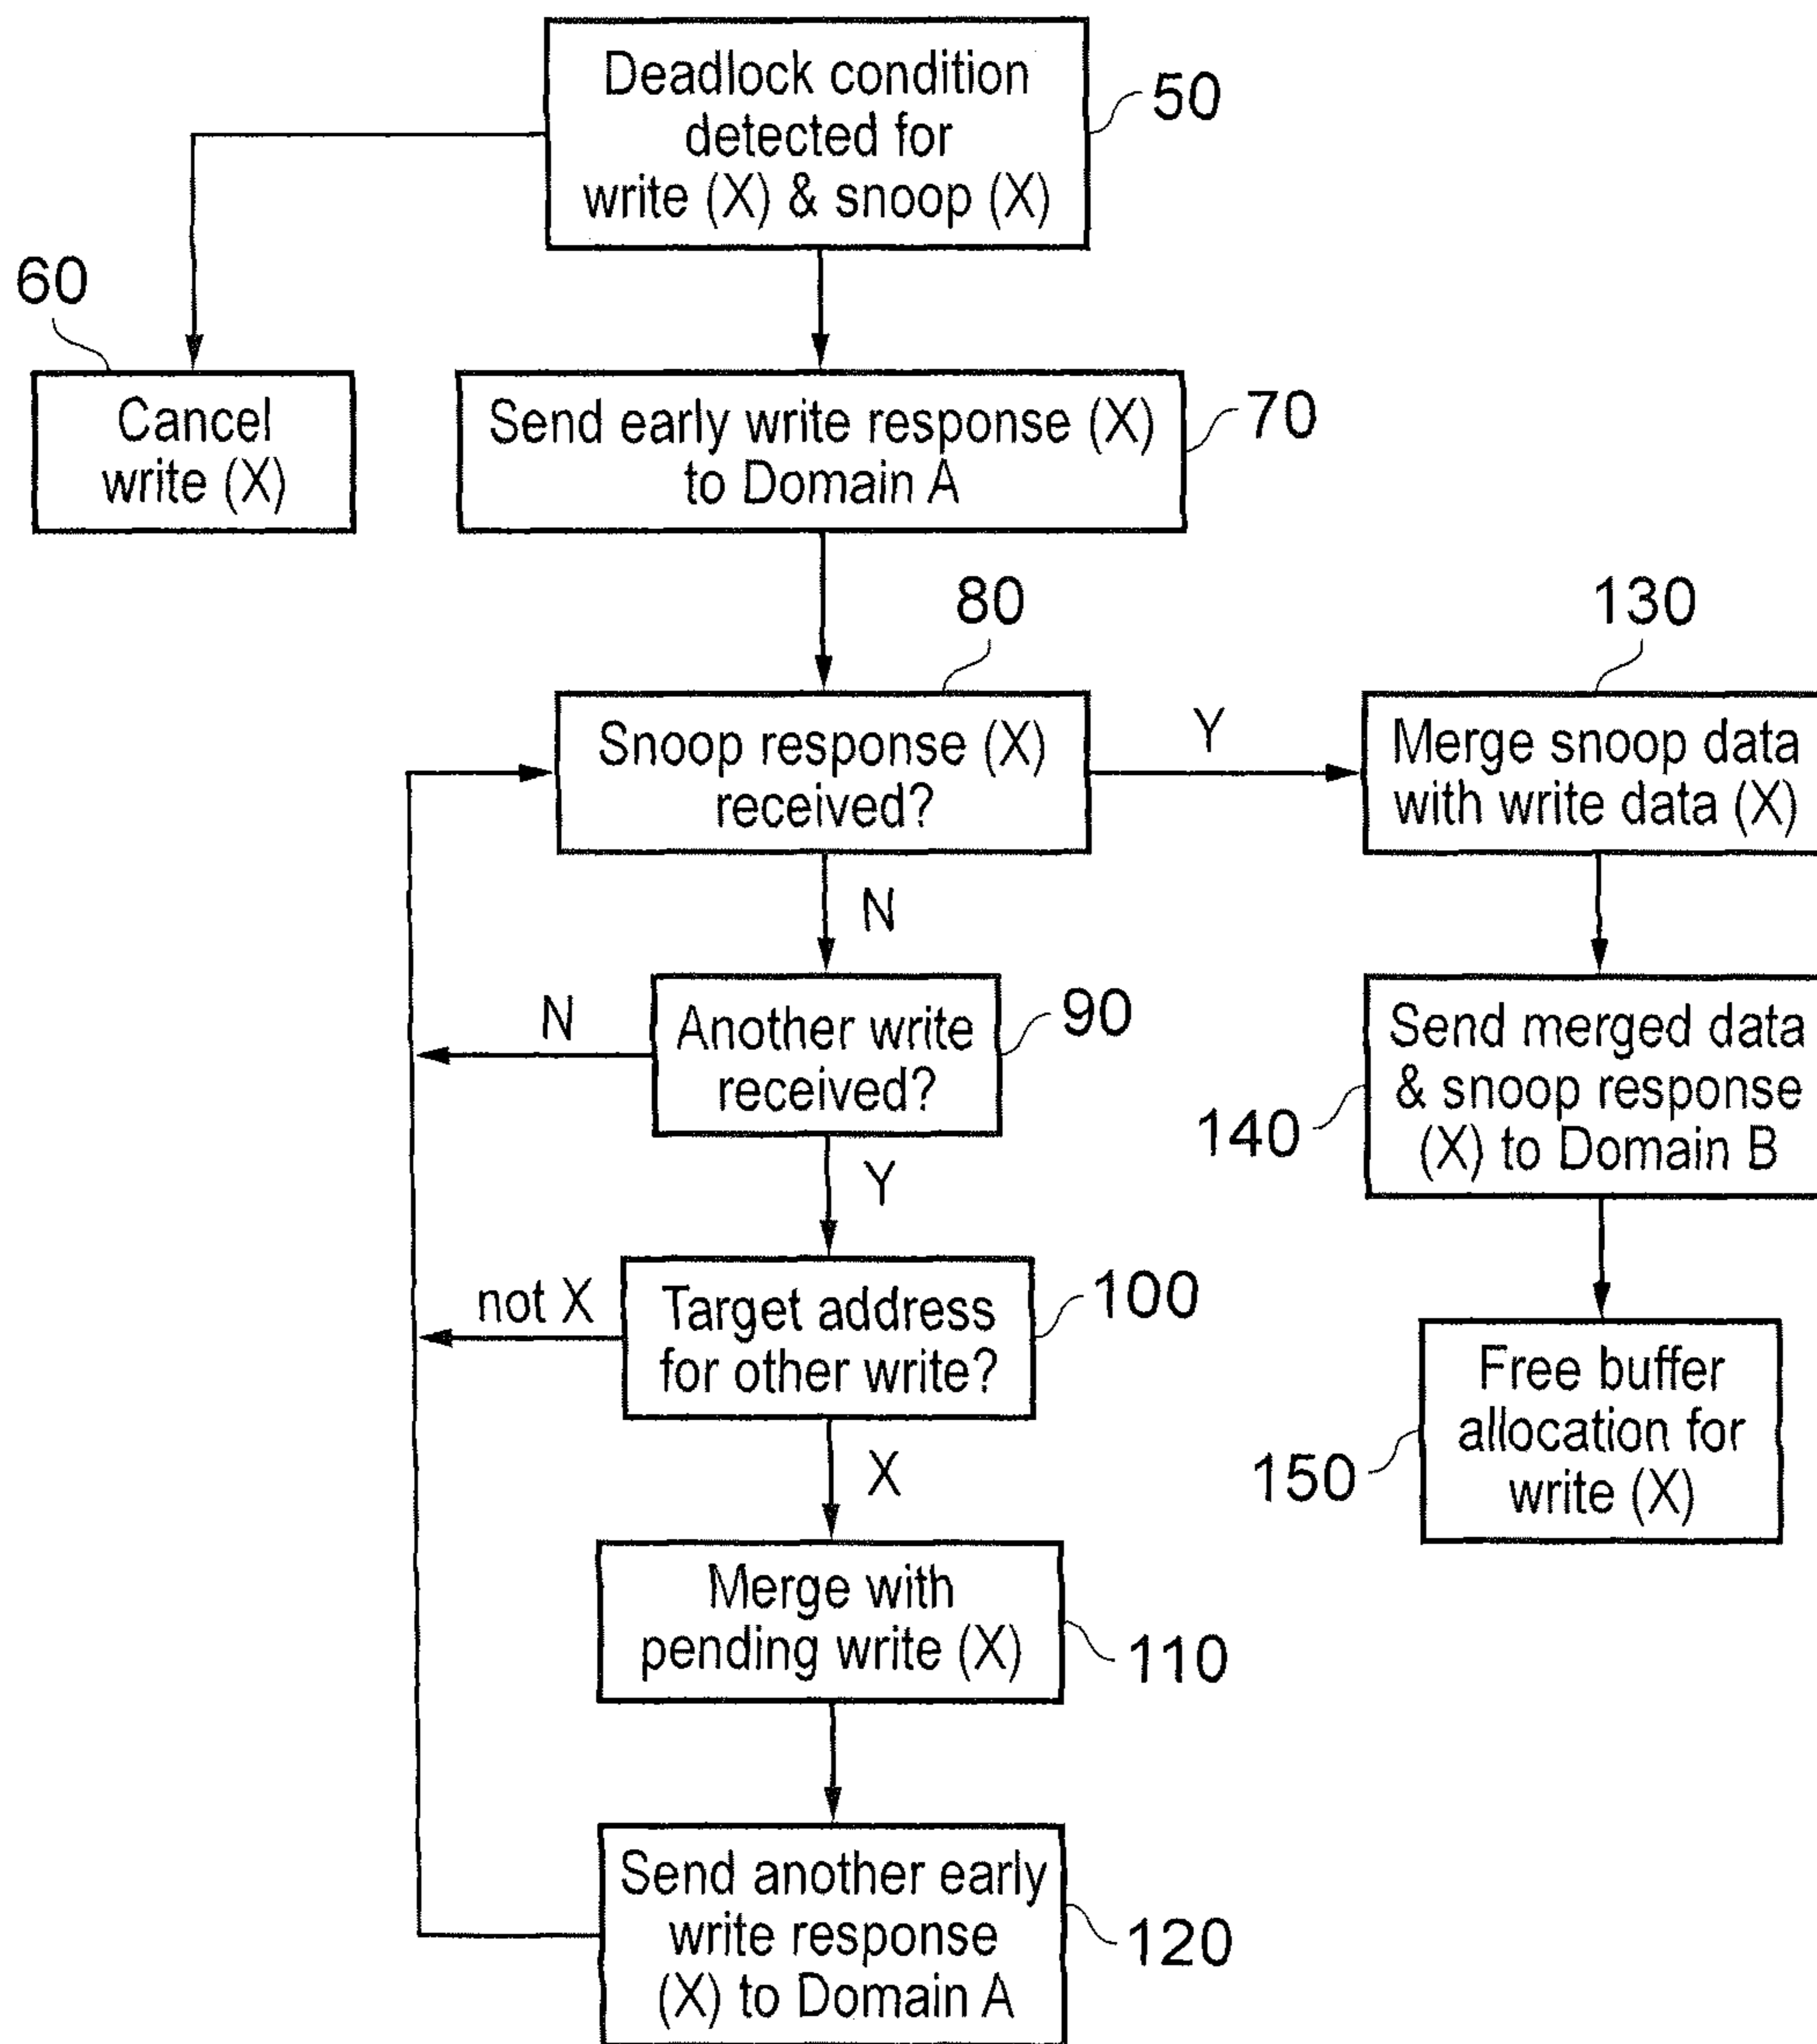 Deadlock condition
detected for
write (X) & snoop (X)
50
60
Cancel
write (X)
Send early write response (X)
to Domain A
70
80
Snoop response (X)
received?
Y
130
Merge snoop data
with write data (X)
N
Another write
received?
90
N
Send merged data
& snoop response
(X) to Domain B
140
Y
Target address
for other write?
100
not X
Free buffer
allocation for
write (X)
150
X
Merge with
pending write (X)
110
Send another early
write response
(X) to Domain A
120